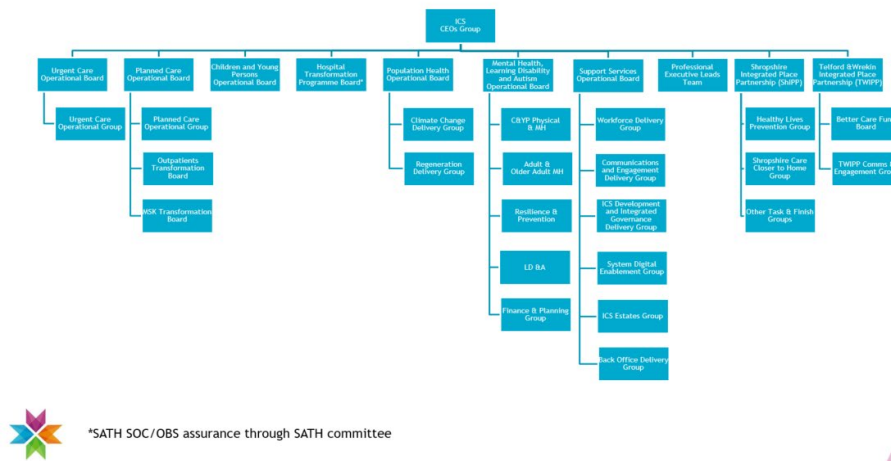 ICS
CEOs Group
Urgent Care
Operational Board
Planned Care
Operational Board
Children and Young
Persons
Operational Board
Hospital
Transformation
Programme Board*
Population Health
Operational Board
Mental Health,
Learning Disability
and Autism
Operational Board
Support Services
Operational Board
Professional
Executive Leads
Team
Shropshire
Integrated Place
Partnership (ShIPP)
Telford &Wrekin
Integrated Place
Partnership (TWIPP)
Urgent Care
Operational Group
Planned Care
Operational Group
Outpatients
Transformation
Board
MSK Transformation
Board
Climate Change
Delivery Group
Regeneration
Delivery Group
C&YP Physical
& MH
Adult &
Older Adult MH
Resilience &
Prevention
LD &A
Finance & Planning
Group
Workforce Delivery
Group
Communications
and Engagement
Delivery Group
ICS Development
and Integrated
Governance
Delivery Group
System Digital
Enablement Group
ICS Estates Group
Back Office Delivery
Group
Healthy Lives
Prevention Group
Shropshire Care
Closer to Home
Group
Other Task & Finish
Groups
Better Care Fun
Board
TWIPP Comms
Engagement Grou
*SATH SOC/OBS assurance through SATH committee